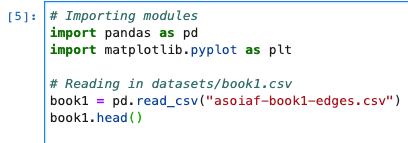 [5]: # Importing modules
import pandas as pd
import matplotlib.pyplot as plt
# Reading in datasets/book1.csv
book1 = pd.read_csv("asoiaf-book1-edges.csv")
book1.head()